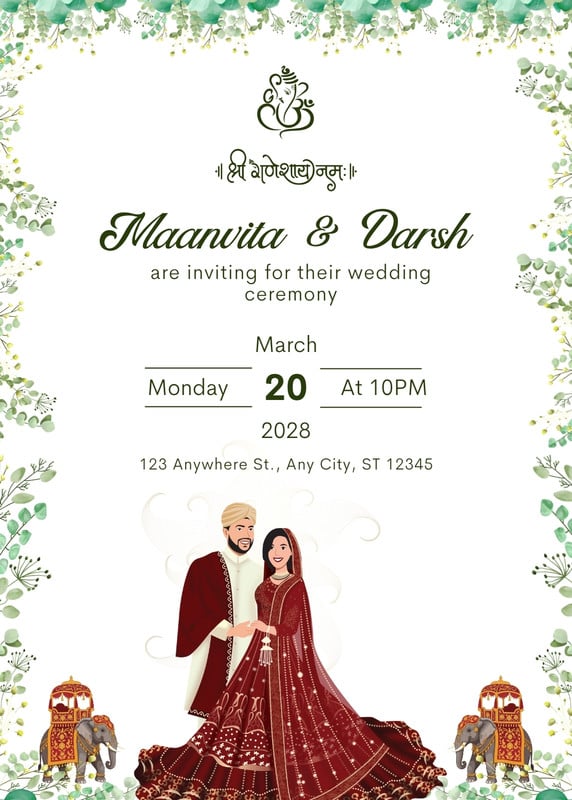 ॥ श्री गणेशाय नमः ॥
Maanvita & Darsh
are inviting for their wedding
ceremony
March
Monday 20 At 10PM
2028
123 Anywhere St., Any City, ST 12345